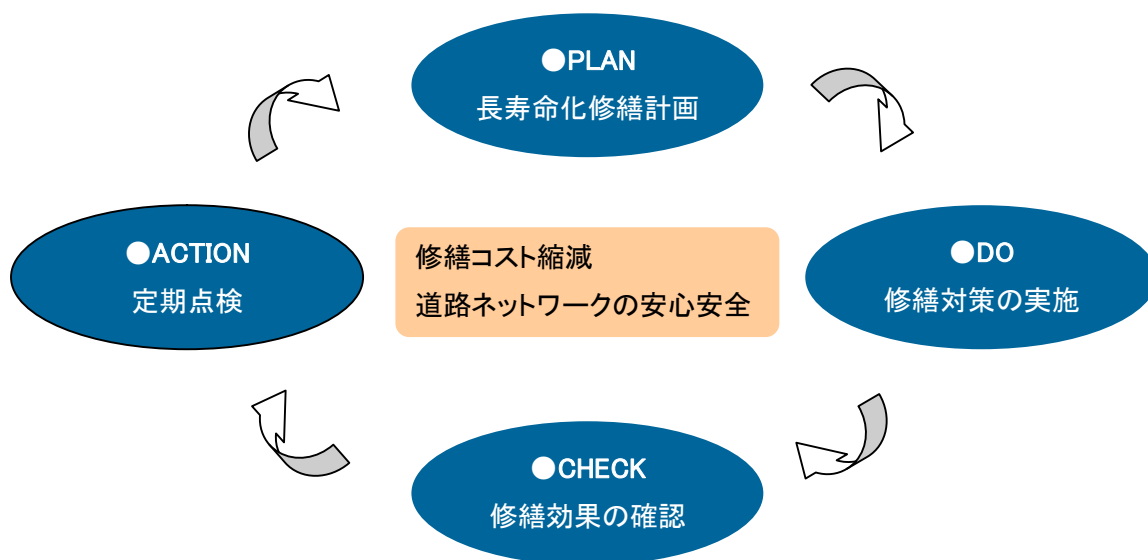 ●PLAN
長寿命化修繕計画
●ACTION
定期点検
修繕コスト縮減
道路ネットワークの安心安全
●DO
修繕対策の実施
●CHECK
修繕効果の確認